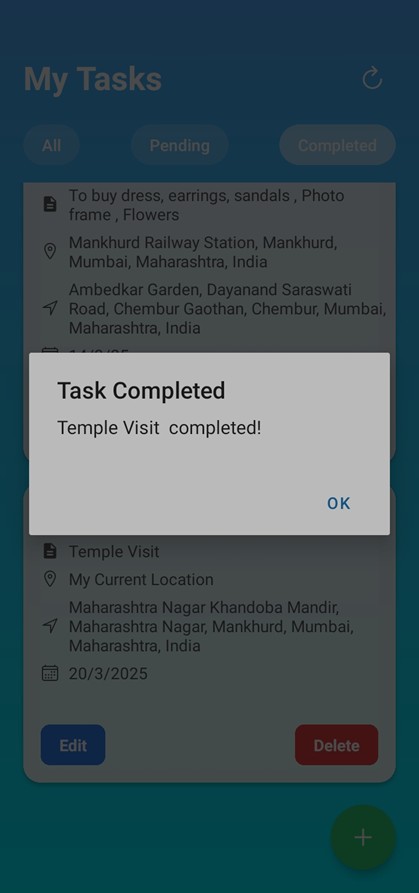 My Tasks
All
Pending
Completed
To buy dress, earrings, sandals , Photo
frame , Flowers
Mankhurd Railway Station, Mankhurd,
Mumbai, Maharashtra, India
Ambedkar Garden, Dayanand Saraswati
Road, Chembur Gaothan, Chembur, Mumbai,
Maharashtra, India
Task Completed
Temple Visit  completed!
OK
Temple Visit
My Current Location
Maharashtra Nagar Khandoba Mandir,
Maharashtra Nagar, Mankhurd, Mumbai,
Maharashtra, India
20/3/2025
Edit
Delete